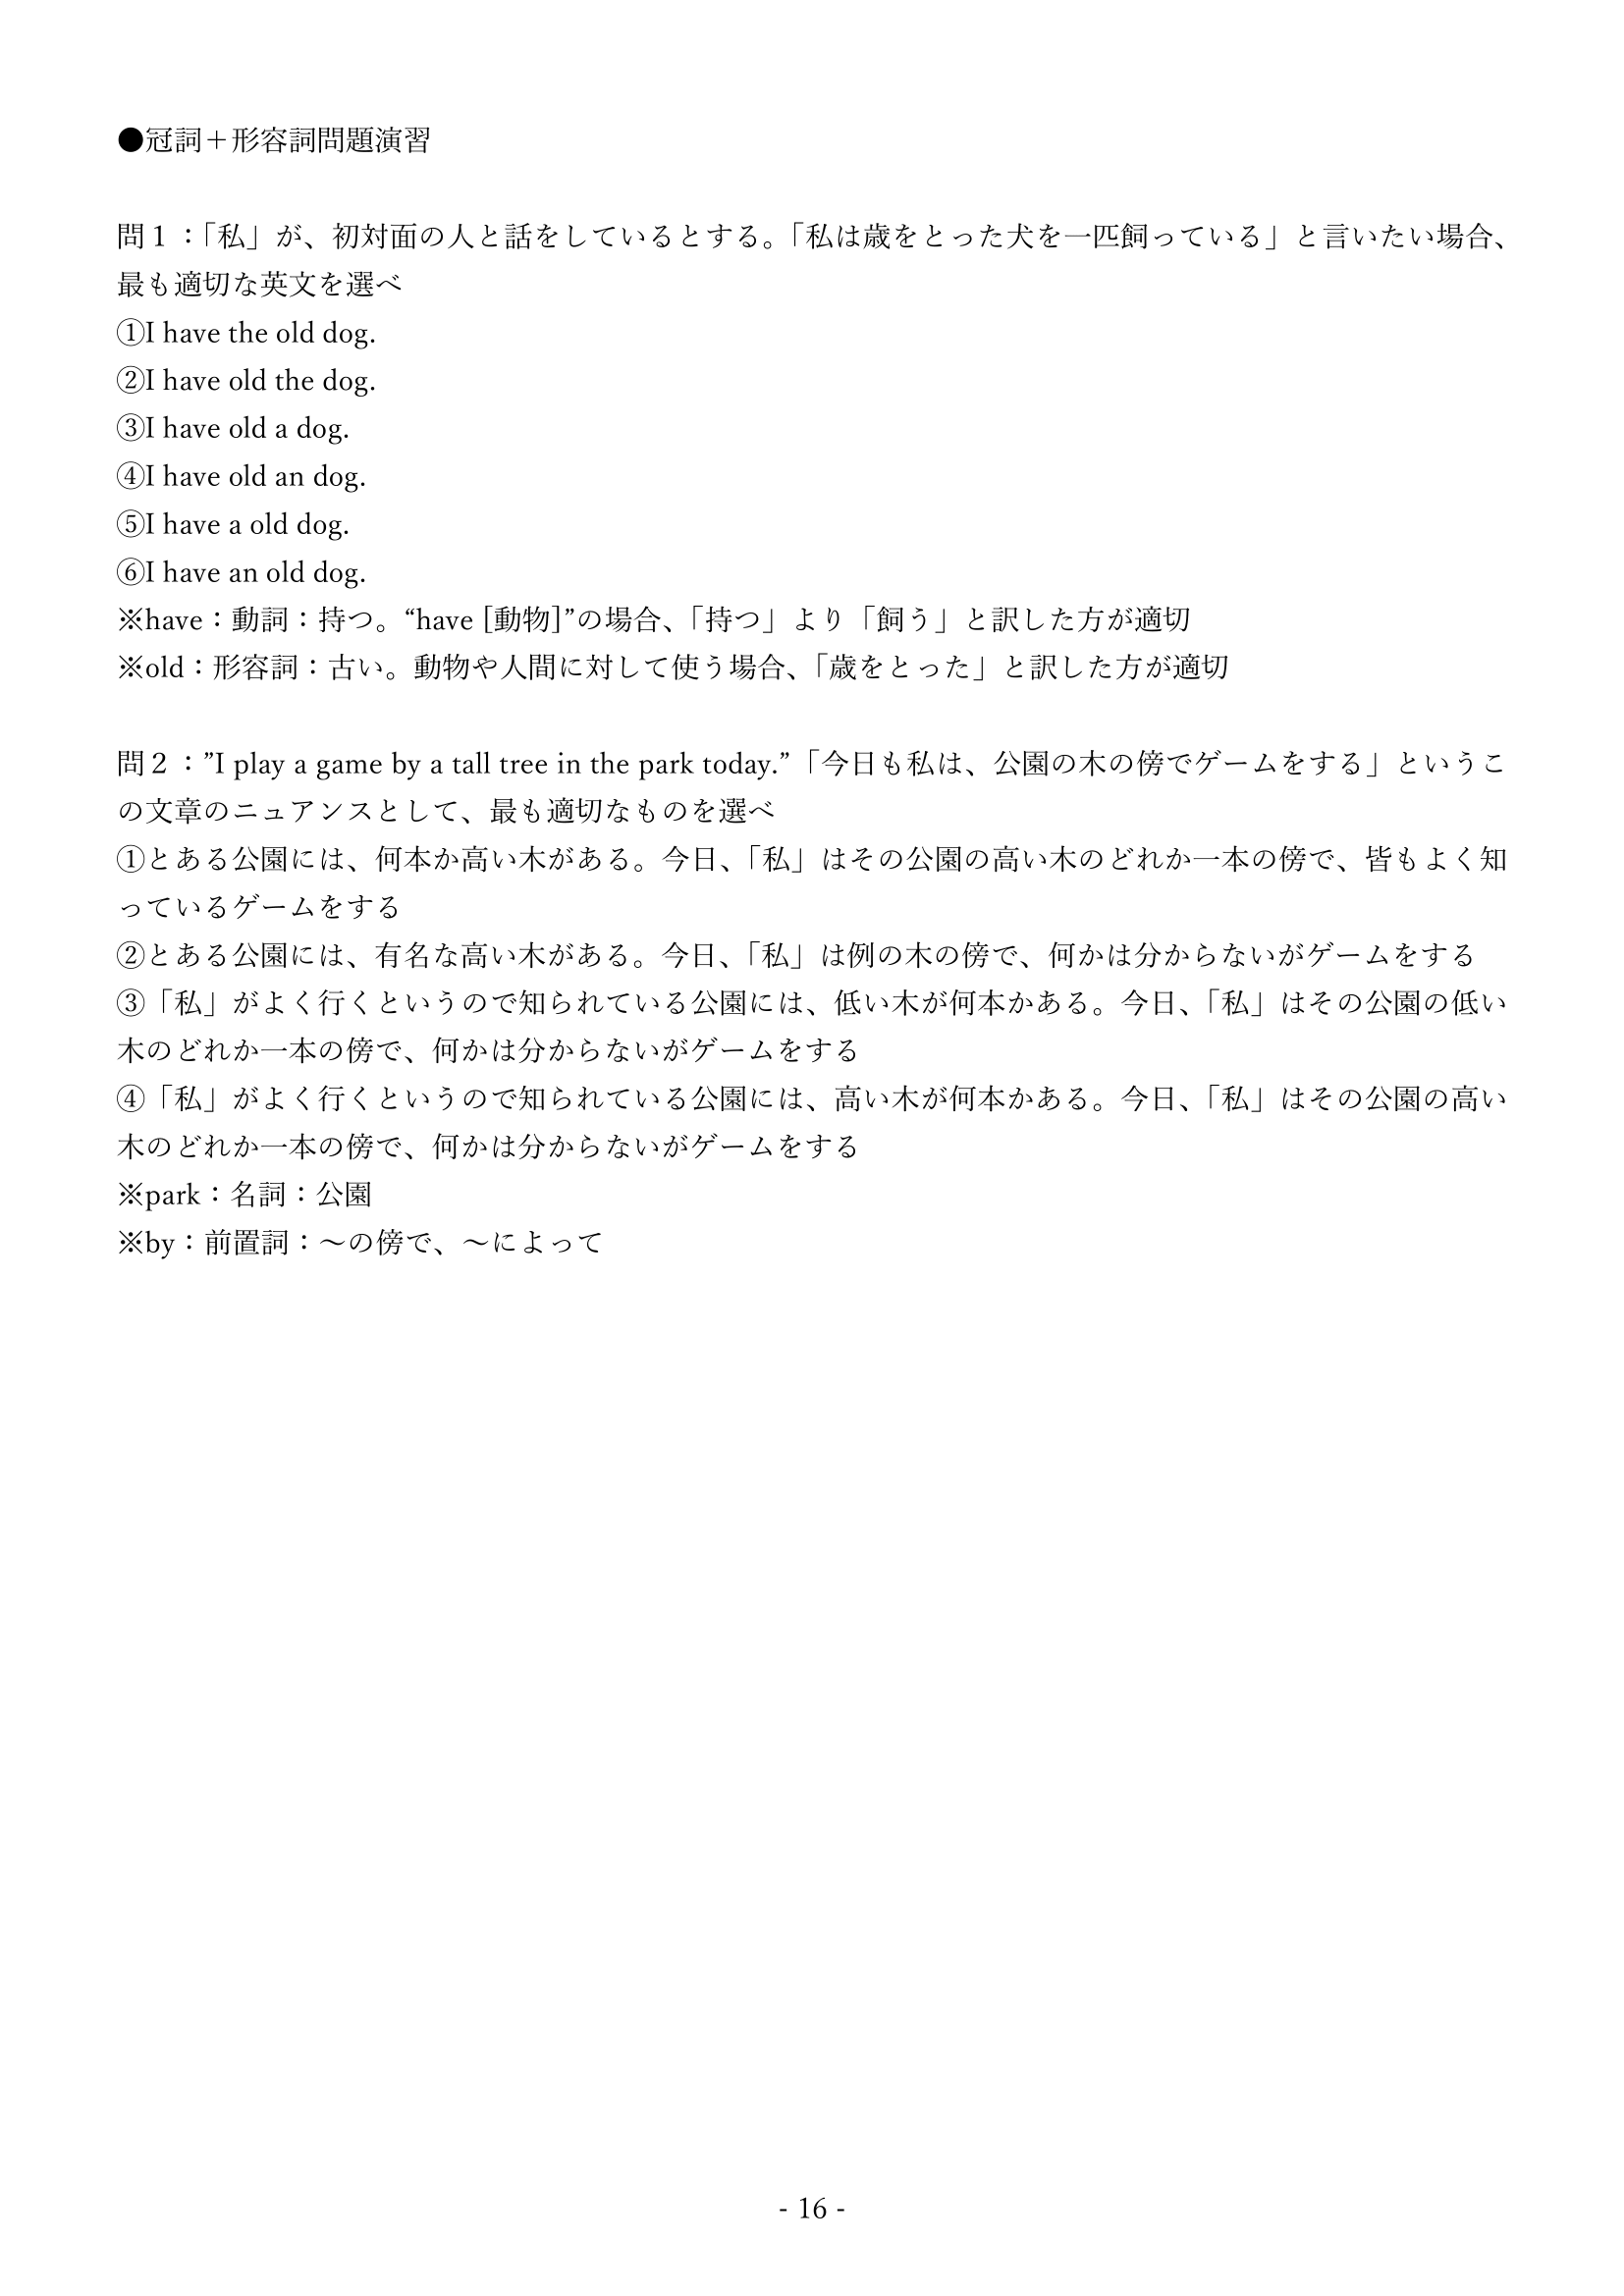 ●冠詞＋形容詞問題演習
問１：「私」が、初対面の人と話をしているとする。「私は歳をとった犬を一匹飼っている」と言いたい場合、
最も適切な英文を選べ
①I have the old dog.
②I have old the dog.
③I have old a dog.
④I have old an dog.
⑤I have a old dog.
⑥I have an old dog.
※have：動詞：持つ。“have [動物]”の場合、「持つ」より「飼う」と訳した方が適切
※old：形容詞：古い。動物や人間に対して使う場合、「歳をとった」と訳した方が適切
問２：”I play a game by a tall tree in the park today.”「今日も私は、公園の木の傍でゲームをする」というこ
の文章のニュアンスとして、最も適切なものを選べ
①とある公園には、何本か高い木がある。今日、「私」はその公園の高い木のどれか一本の傍で、皆もよく知
っているゲームをする
②とある公園には、有名な高い木がある。今日、「私」は例の木の傍で、何かは分からないがゲームをする
③「私」がよく行くというので知られている公園には、低い木が何本かある。今日、「私」はその公園の低い
木のどれか一本の傍で、何かは分からないがゲームをする
④「私」がよく行くというので知られている公園には、高い木が何本かある。今日、「私」はその公園の高い
木のどれか一本の傍で、何かは分からないがゲームをする
※park：名詞：公園
※by：前置詞：～の傍で、～によって
- 16 -